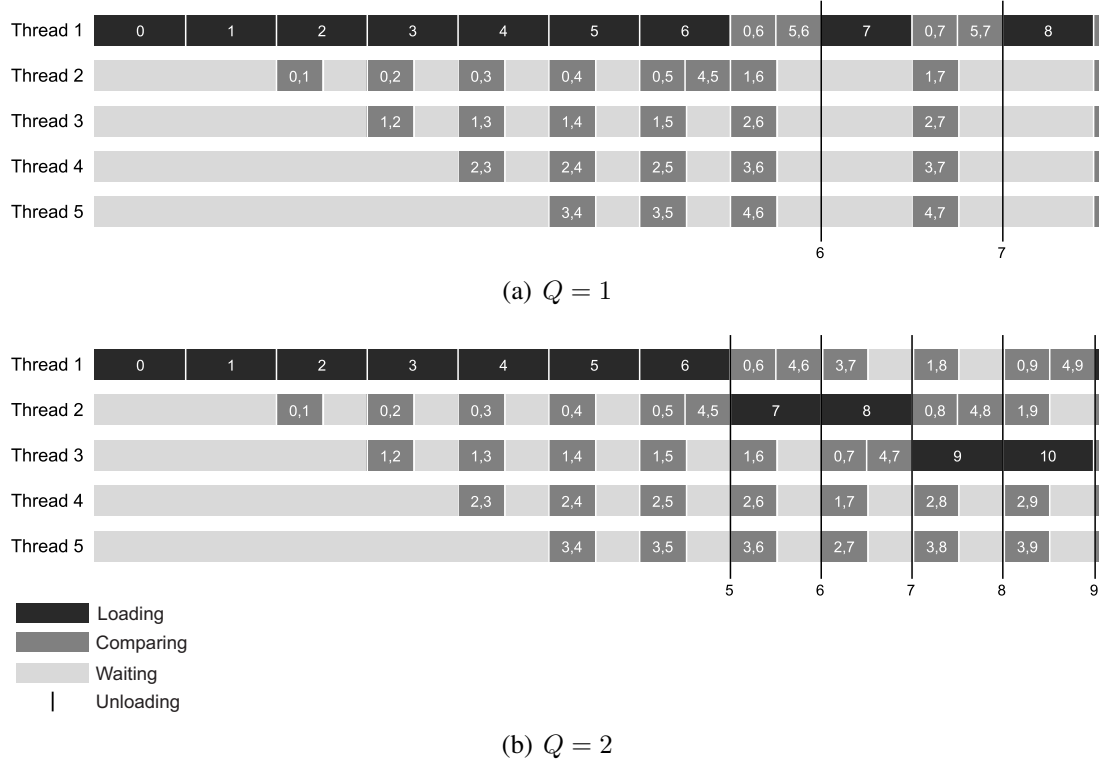 Thread 1 0 1 2 3 4 5 6 0,6 5,6 7 0,7 5,7 8
Thread 2 0,1 0,2 0,3 0,4 0,5 4,5 1,6 1,7
Thread 3 1,2 1,3 1,4 1,5 2,6 2,7
Thread 4 2,3 2,4 2,5 3,6 3,7
Thread 5 3,4 3,5 4,6 4,7
6 7
(a) Q = 1
Thread 1 0 1 2 3 4 5 6 0,6 4,6 3,7 1,8 0,9 4,9
Thread 2 0,1 0,2 0,3 0,4 0,5 4,5 7 8 0,8 4,8 1,9
Thread 3 1,2 1,3 1,4 1,5 1,6 0,7 4,7 9 10
Thread 4 2,3 2,4 2,5 2,6 1,7 2,8 2,9
Thread 5 3,4 3,5 3,6 2,7 3,8 3,9
5 6 7 8 9
Loading
Comparing
Waiting
Unloading
(b) Q = 2